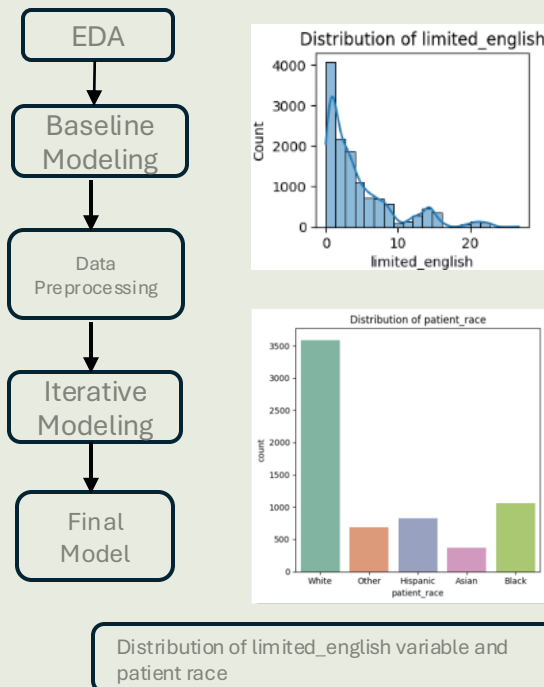 EDA
Baseline
Modeling
Data
Preprocessing
Iterative
Modeling
Final
Model
Distribution of limited_english
4000
3000
2000
1000
0
Count
0 10 20
limited_english
Distribution of patient_race
3500
3000
2500
2000
1500
1000
500
0
count
White Other Hispanic Asian Black
patient_race
Distribution of limited_english variable and
patient race